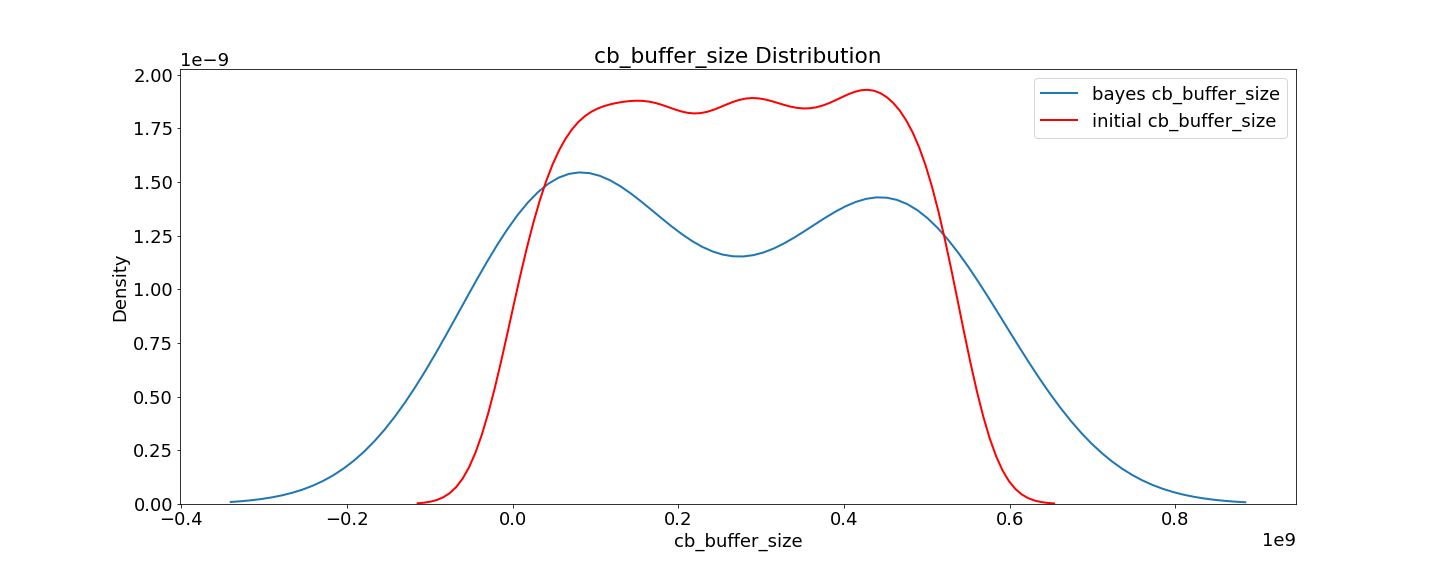 cb_buffer_size Distribution
1e−9
2.00
1.75
1.50
1.25
1.00
0.75
0.50
0.25
0.00
Density
bayes cb_buffer_size
initial cb_buffer_size
−0.4 −0.2 0.0 0.2 0.4 0.6 0.8
cb_buffer_size
1e9